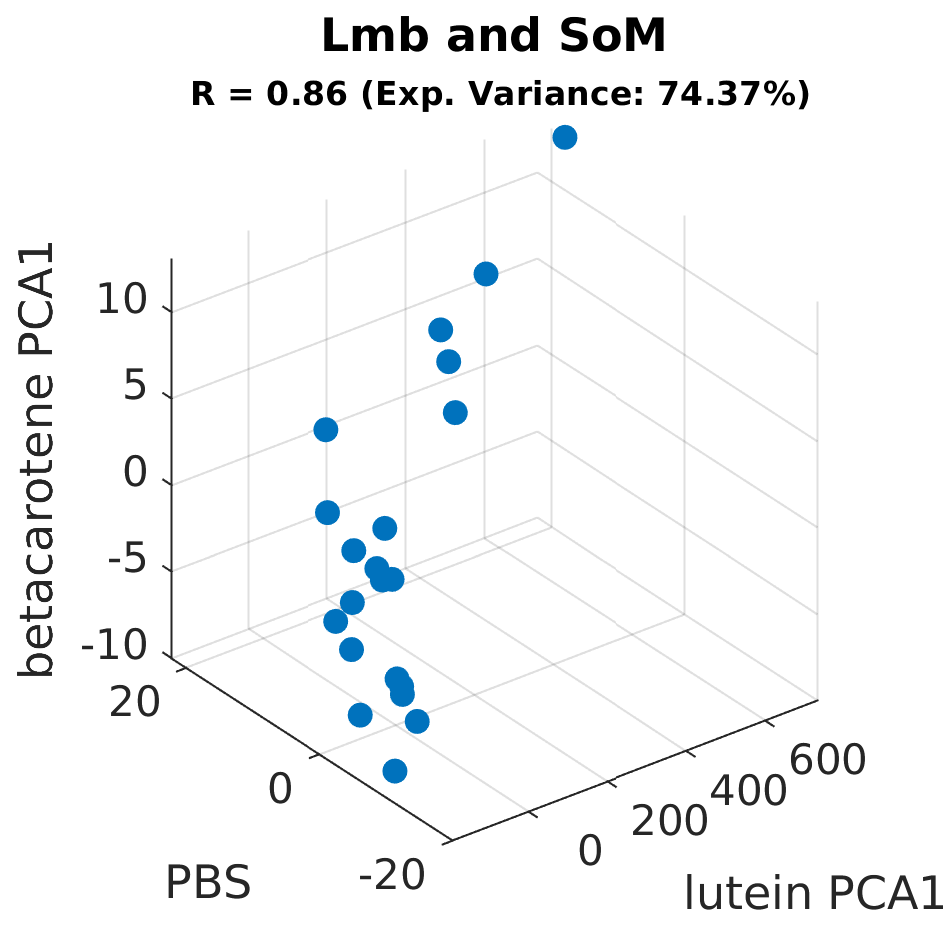 Lmb and SoM
R = 0.86 (Exp. Variance: 74.37%)
betacarotene PCA1
10
5
0
-5
-10
20
0
-20
PBS
0
200
400
600
lutein PCA1